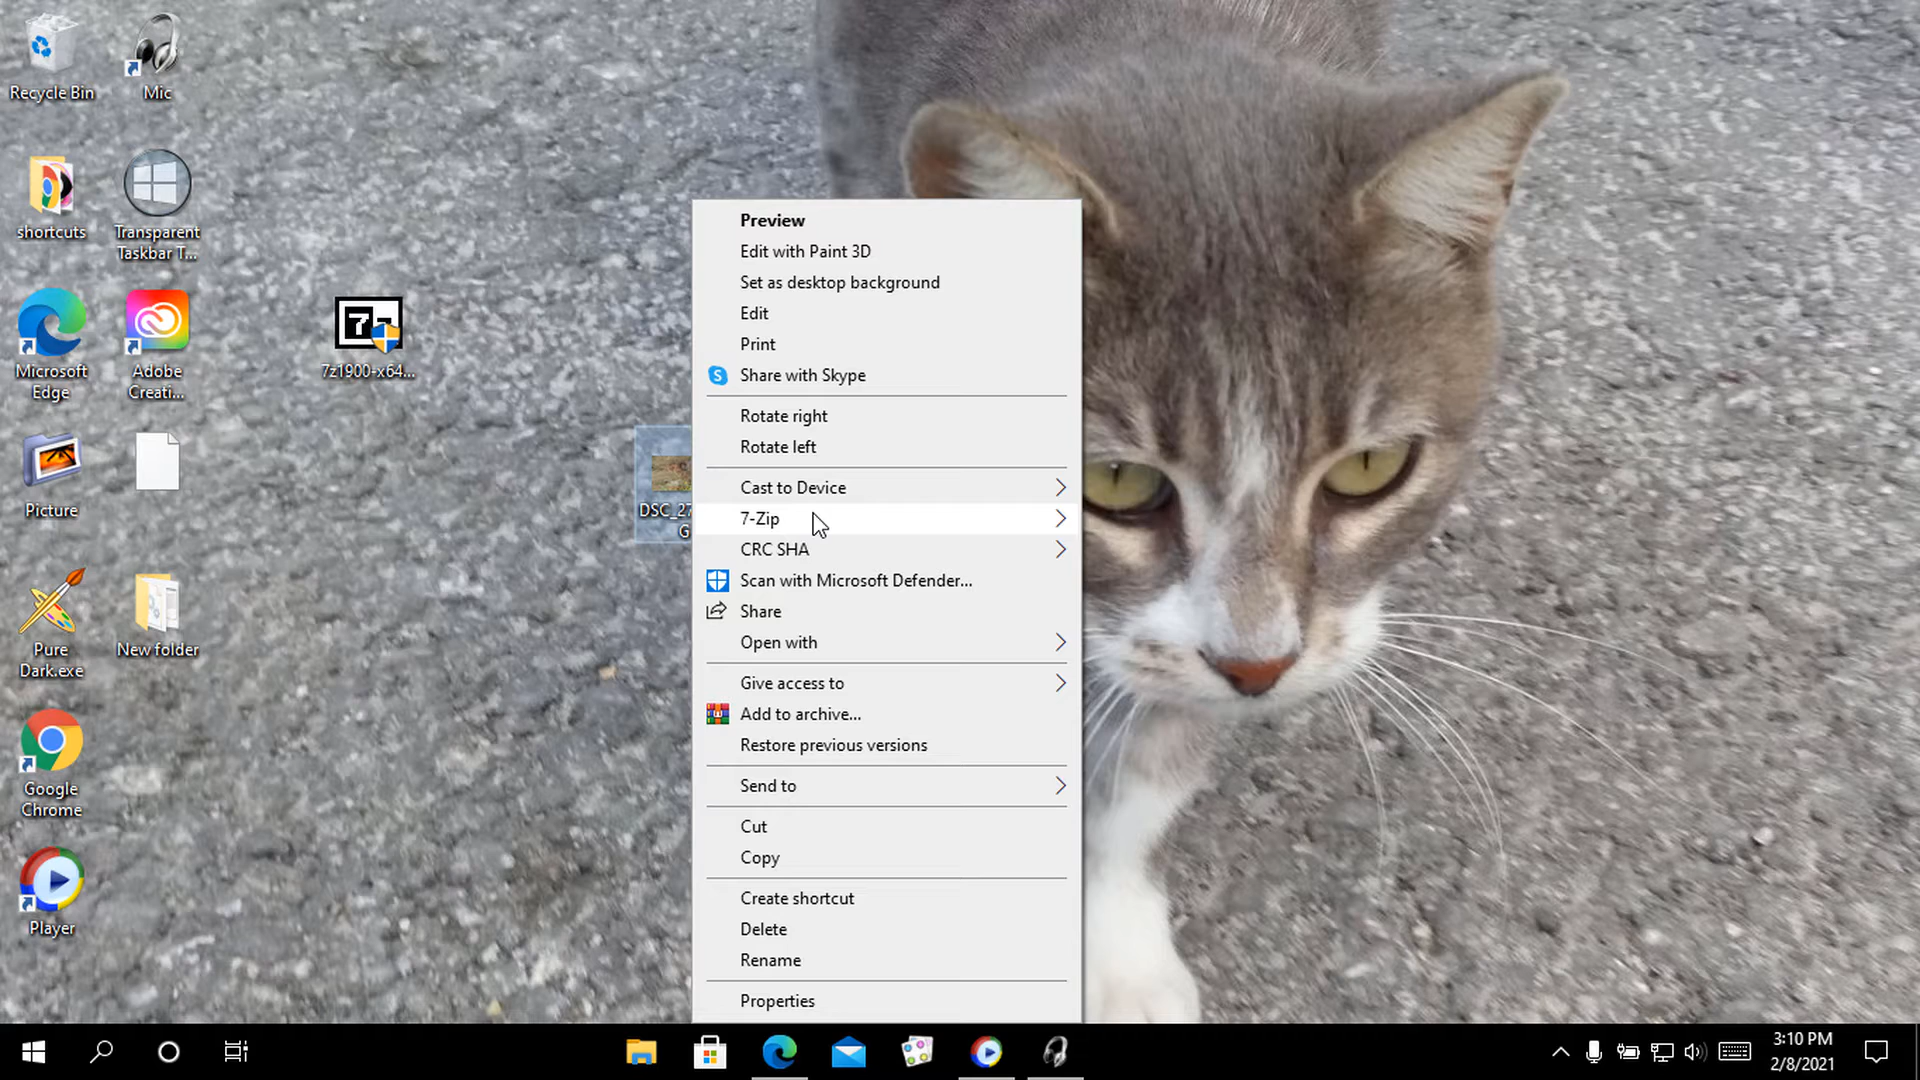 Recycle Bin
Mic
shortcuts
Transparent
Taskbar T...
Microsoft
Edge
Adobe
Creati...
7z
7z1900-x64...
Picture
Pure
Dark.exe
New folder
Google
Chrome
Player
DSC_27
G
Preview
Edit with Paint 3D
Set as desktop background
Edit
Print
Share with Skype
Rotate right
Rotate left
Cast to Device
7-Zip
CRC SHA
Scan with Microsoft Defender...
Share
Open with
Give access to
Add to archive...
Restore previous versions
Send to
Cut
Copy
Create shortcut
Delete
Rename
Properties
3:10 PM
2/8/2021